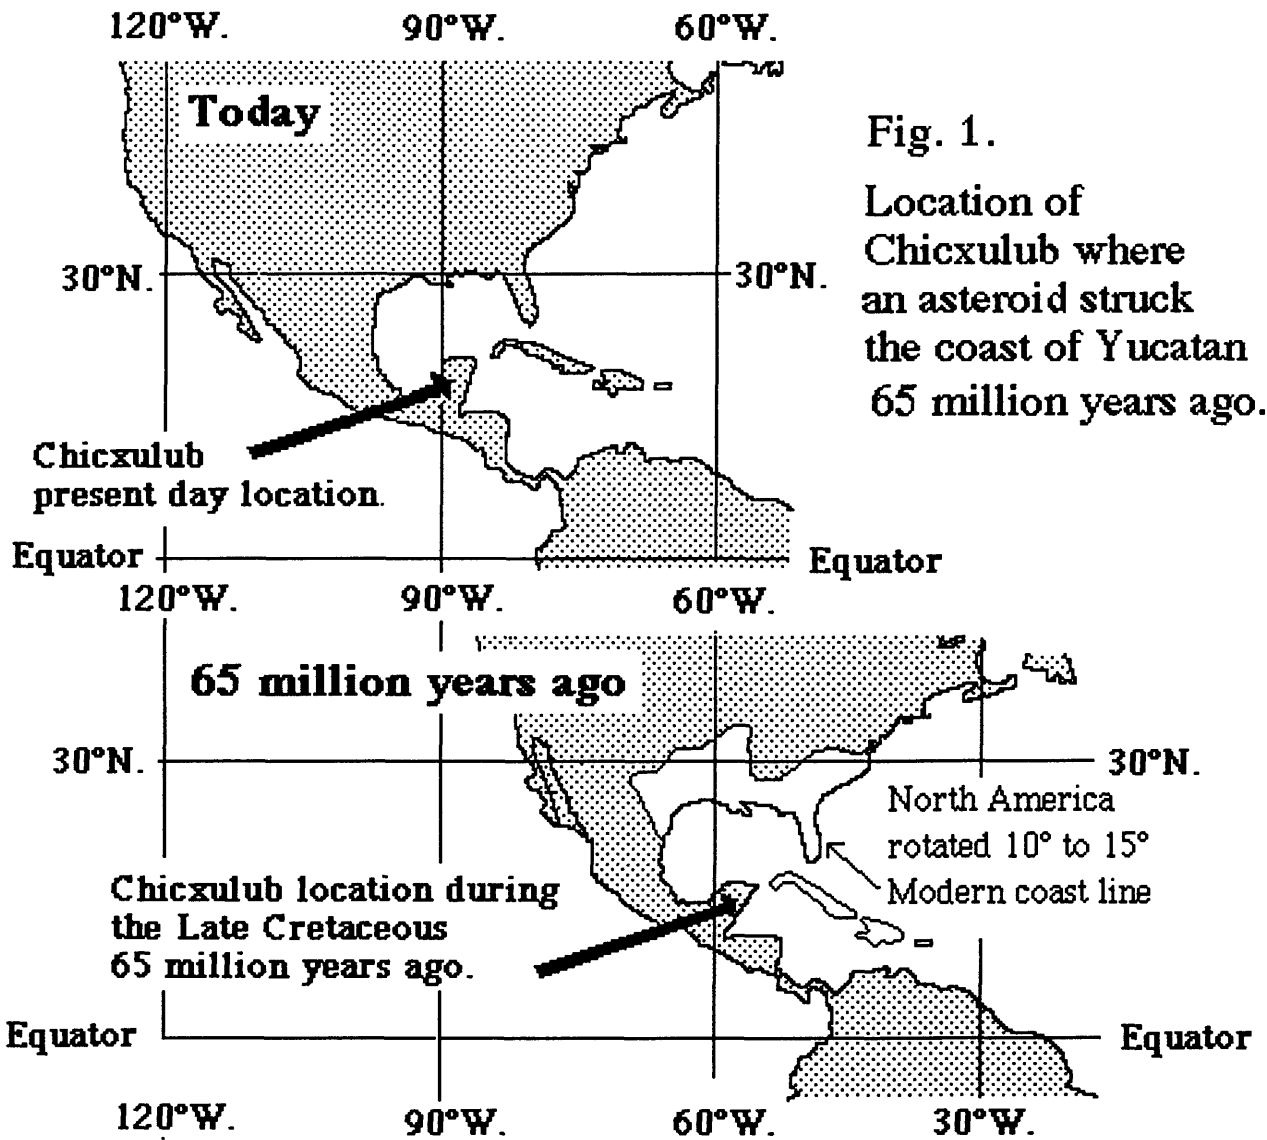 120°W. 90°W. 60°W.
Today
Fig. 1.
Location of
Chicxulub where
an asteroid struck
the coast of Yucatan
65 million years ago.
30°N. 30°N.
Chicxulub
present day location.
Equator Equator
120°W. 90°W. 60°W.
65 million years ago
30°N. 30°N.
North America
rotated 10° to 15°
Modern coast line
Chicxulub location during
the Late Cretaceous
65 million years ago.
Equator Equator
120°W. 90°W. 60°W. 30°W.